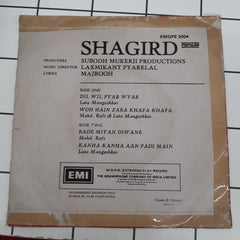 EMGPE 5004
POPULAR
SHAGIRD
PRODUCERS SUBODH MUKERJI PRODUCTIONS
MUSIC DIRECTOR LAXMIKANT PYARELAL
LYRICS MAJROOH
SIDE ONE
DIL WIL PYAR WYAR
Lata Mangeshkar
WOH HAIN ZARA KHAFA KHAFA
Mohd. Rafi & Lata Mangeshkar
SIDE TWO
BADE MIYAN DIWANE
Mohd. Rafi
KANHA KANHA AAN PADI MAIN
Lata Mangeshkar
EMI
45 R.P.M. EXTENDED PLAY RECORD
THE GRAMOPHONE COMPANY OF INDIA LIMITED